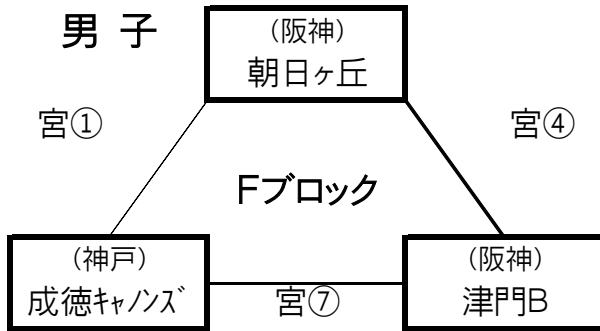 男 子
(阪神)
朝日ヶ丘
宮①
宮④
Fブロック
(神戸)
成徳ｷｬﾉﾝｽﾞ
宮⑦
(阪神)
津門B